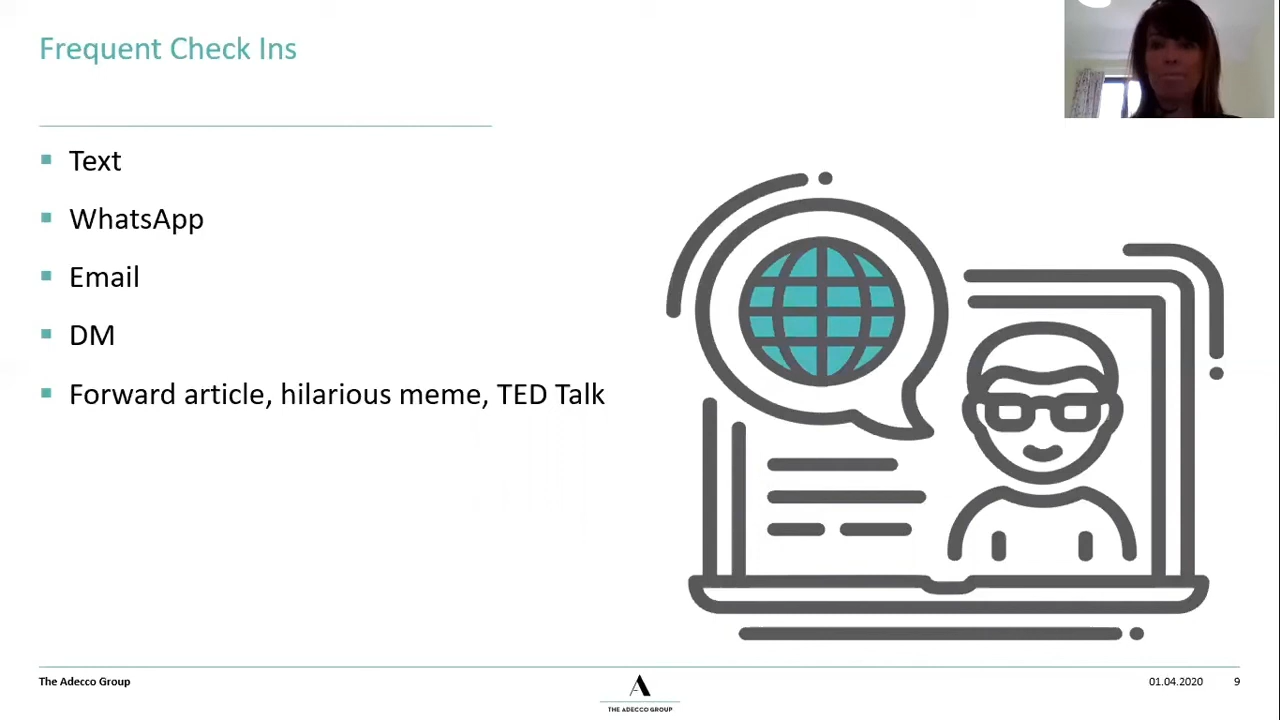 Frequent Check Ins
Text
WhatsApp
Email
DM
Forward article, hilarious meme, TED Talk
The Adecco Group
THE ADECCO GROUP
01.04.2020
9